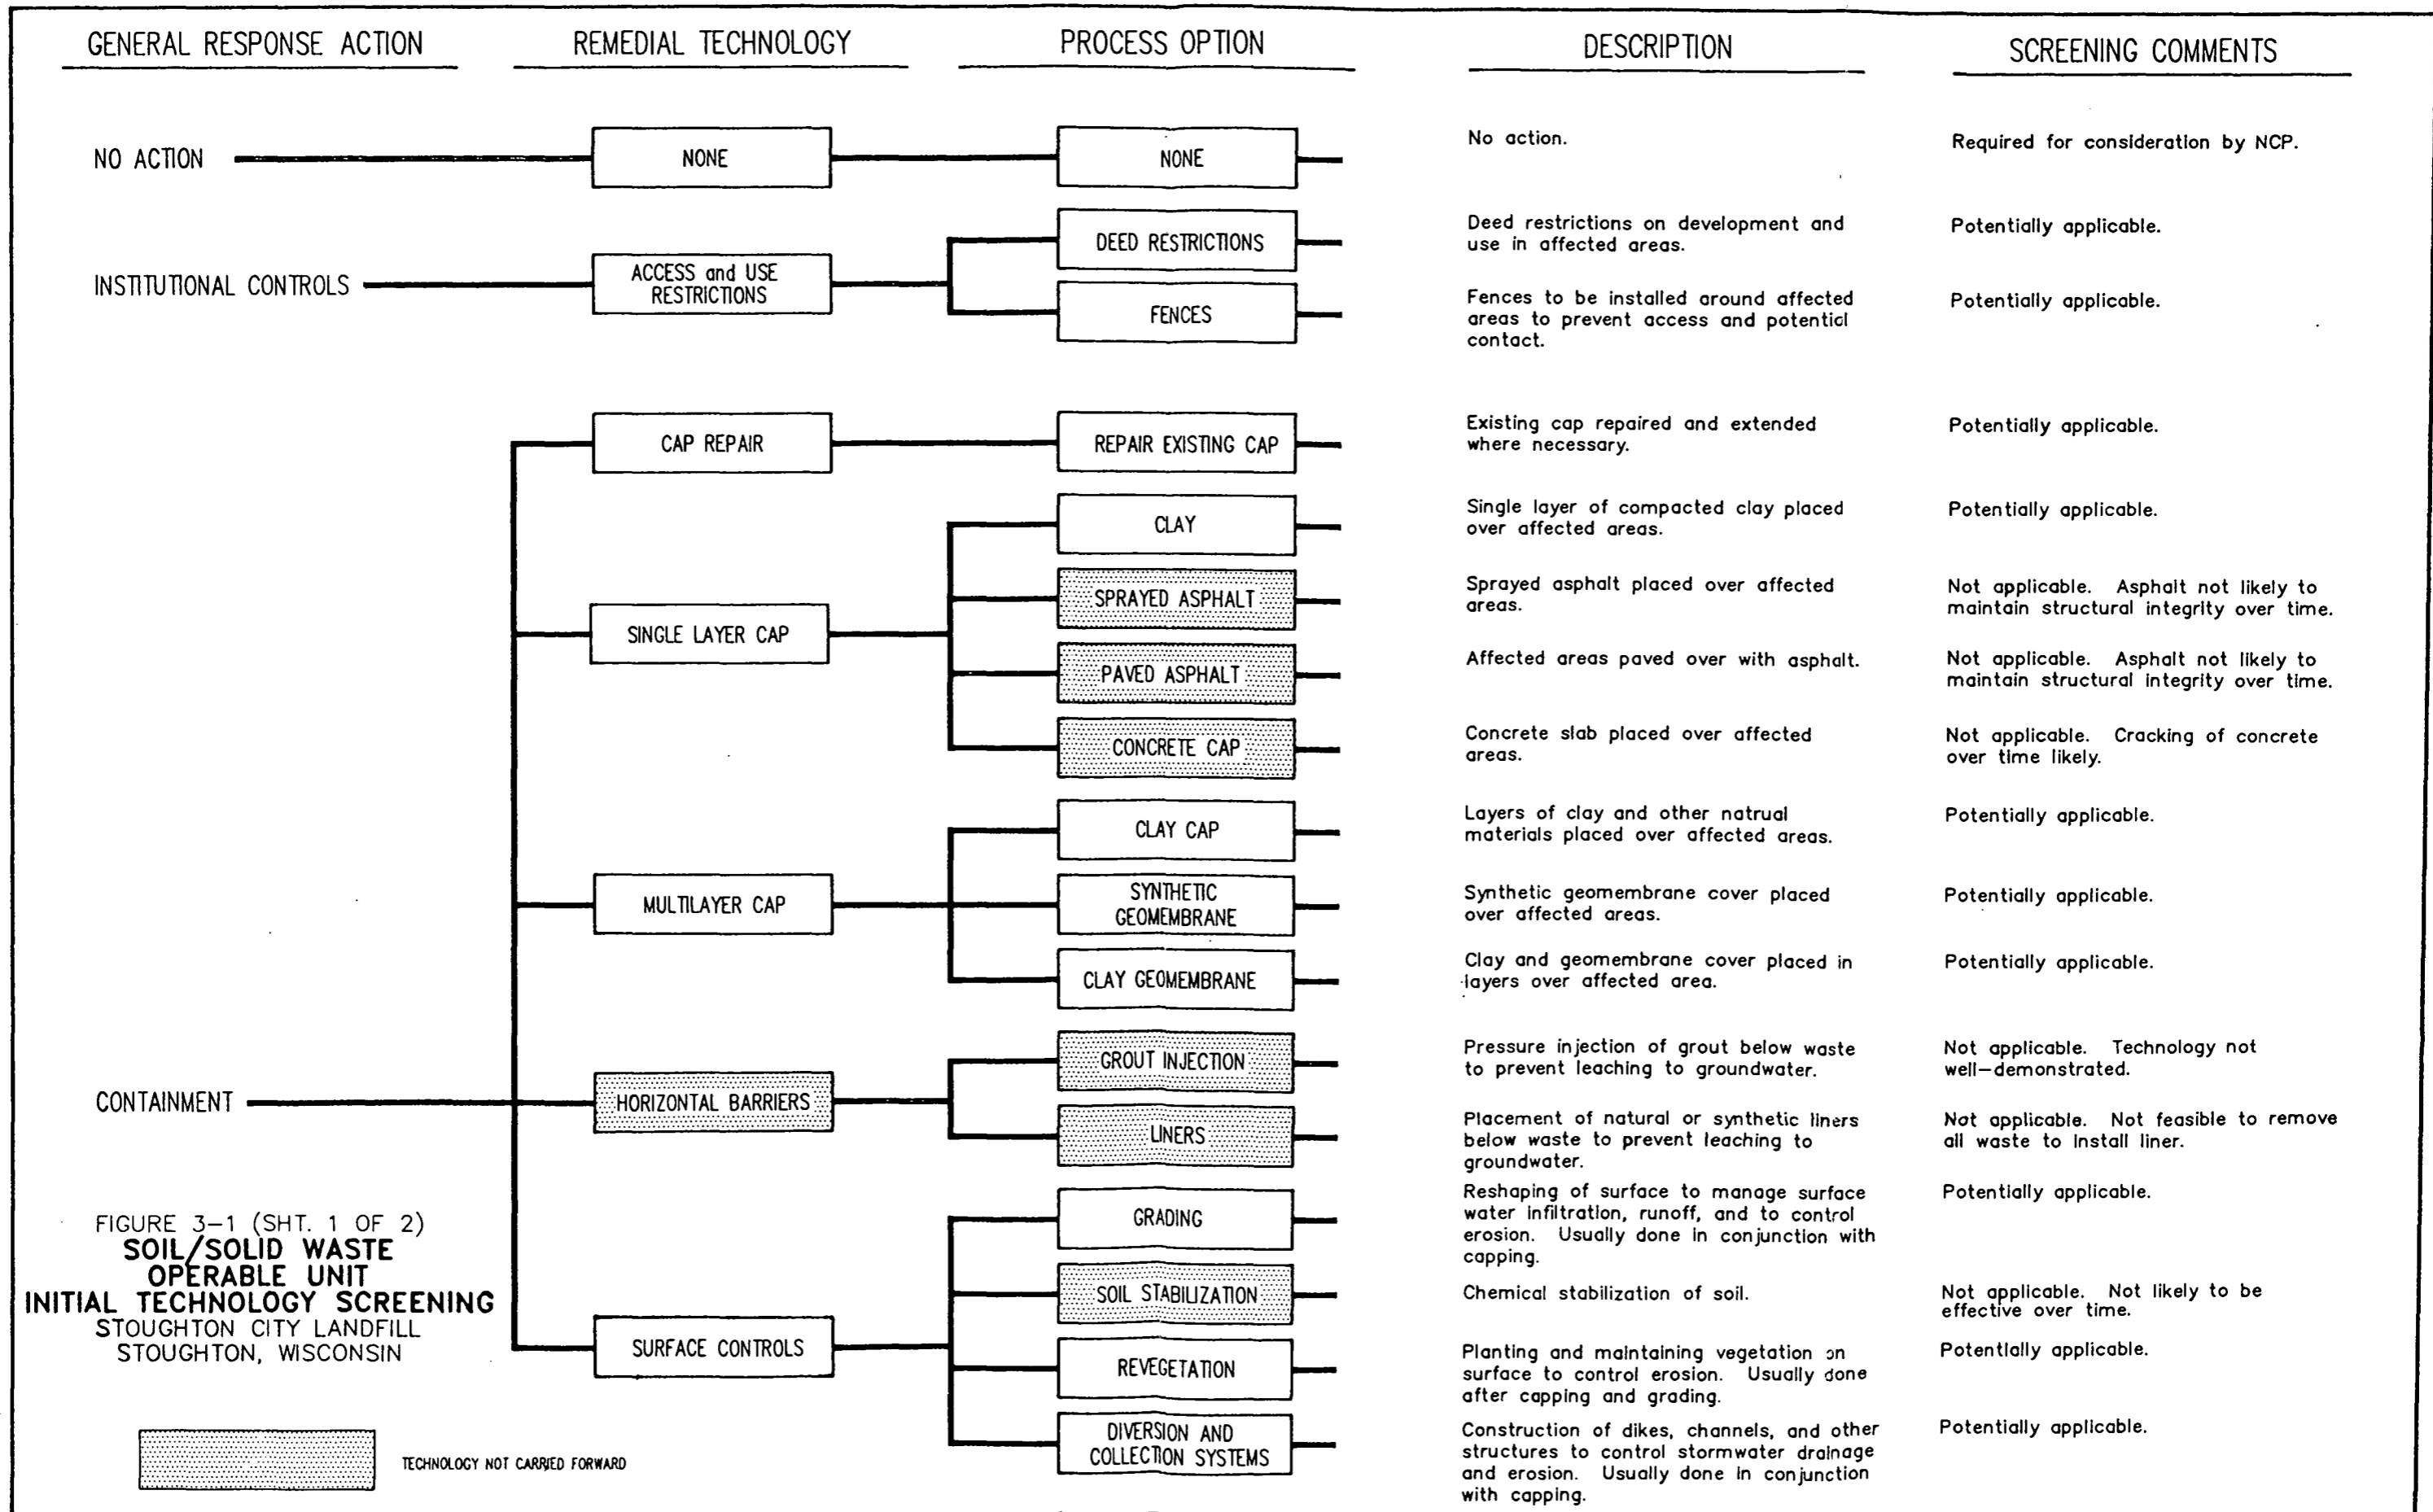 GENERAL RESPONSE ACTION
REMEDIAL TECHNOLOGY
PROCESS OPTION
DESCRIPTION
SCREENING COMMENTS
NO ACTION
NONE
NONE
No action.
Required for consideration by NCP.
INSTITUTIONAL CONTROLS
ACCESS and USE
RESTRICTIONS
DEED RESTRICTIONS
Deed restrictions on development and
use in affected areas.
Potentially applicable.
FENCES
Fences to be installed around affected
areas to prevent access and potential
contact.
Potentially applicable.
CAP REPAIR
REPAIR EXISTING CAP
Existing cap repaired and extended
where necessary.
Potentially applicable.
SINGLE LAYER CAP
CLAY
Single layer of compacted clay placed
over affected areas.
Potentially applicable.
SPRAYED ASPHALT
Sprayed asphalt placed over affected
areas.
Not applicable. Asphalt not likely to
maintain structural integrity over time.
PAVED ASPHALT
Affected areas paved over with asphalt.
Not applicable. Asphalt not likely to
maintain structural integrity over time.
CONCRETE CAP
Concrete slab placed over affected
areas.
Not applicable. Cracking of concrete
over time likely.
MULTILAYER CAP
CLAY CAP
Layers of clay and other natrual
materials placed over affected areas.
Potentially applicable.
SYNTHETIC
GEOMEMBRANE
Synthetic geomembrane cover placed
over affected areas.
Potentially applicable.
CLAY GEOMEMBRANE
Clay and geomembrane cover placed in
layers over affected area.
Potentially applicable.
CONTAINMENT
HORIZONTAL BARRIERS
GROUT INJECTION
Pressure injection of grout below waste
to prevent leaching to groundwater.
Not applicable. Technology not
well-demonstrated.
LINERS
Placement of natural or synthetic liners
below waste to prevent leaching to
groundwater.
Not applicable. Not feasible to remove
all waste to install liner.
SURFACE CONTROLS
GRADING
Reshaping of surface to manage surface
water infiltration, runoff, and to control
erosion. Usually done in conjunction with
capping.
Potentially applicable.
SOIL STABILIZATION
Chemical stabilization of soil.
Not applicable. Not likely to be
effective over time.
REVEGETATION
Planting and maintaining vegetation on
surface to control erosion. Usually done
after capping and grading.
Potentially applicable.
DIVERSION AND
COLLECTION SYSTEMS
Construction of dikes, channels, and other
structures to control stormwater drainage
and erosion. Usually done in conjunction
with capping.
Potentially applicable.
FIGURE 3-1 (SHT. 1 OF 2)
SOIL/SOLID WASTE
OPERABLE UNIT
INITIAL TECHNOLOGY SCREENING
STOUGHTON CITY LANDFILL
STOUGHTON, WISCONSIN
TECHNOLOGY NOT CARRIED FORWARD